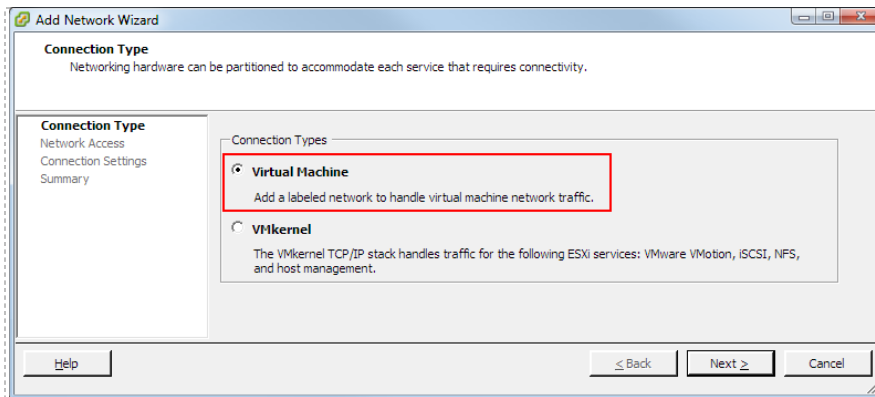 Add Network Wizard
Connection Type
Networking hardware can be partitioned to accommodate each service that requires connectivity.
Connection Type
Network Access
Connection Settings
Summary
Connection Types
Virtual Machine
Add a labeled network to handle virtual machine network traffic.
VMkernel
The VMkernel TCP/IP stack handles traffic for the following ESXi services: VMware VMotion, iSCSI, NFS,
and host management.
Help
< Back
Next >
Cancel